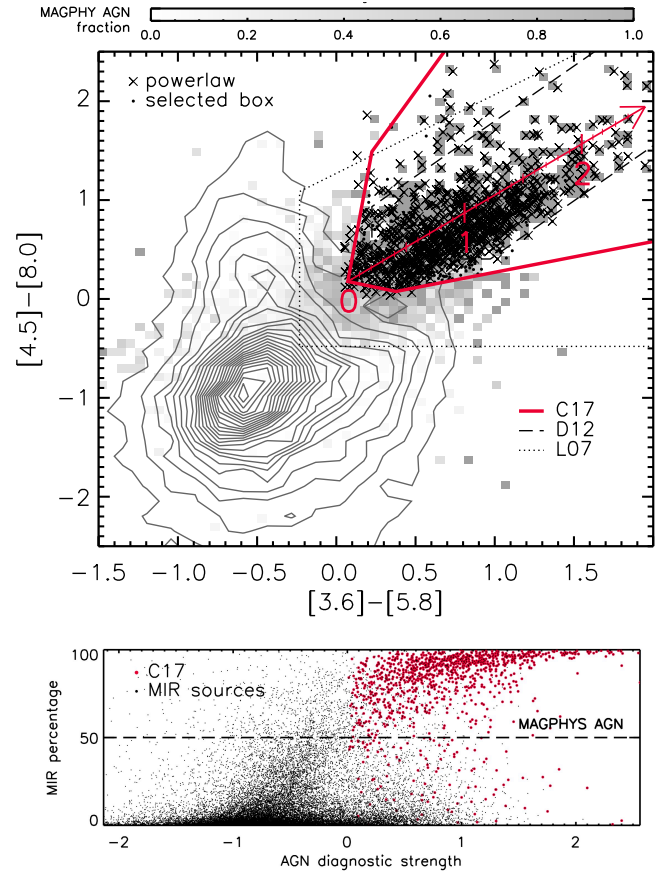 MAGPHY AGN
fraction
0.0 0.2 0.4 0.6 0.8 1.0
× powerlaw
• selected box
2
1
0
−1
−2
[4.5]−[8.0]
0
1
2
C17
D12
L07
−1.5 −1.0 −0.5 0.0 0.5 1.0 1.5
[3.6]−[5.8]
100
50
0
MIR percentage
• C17
• MIR sources
MAGPHYS AGN
−2 −1 0 1 2
AGN diagnostic strength